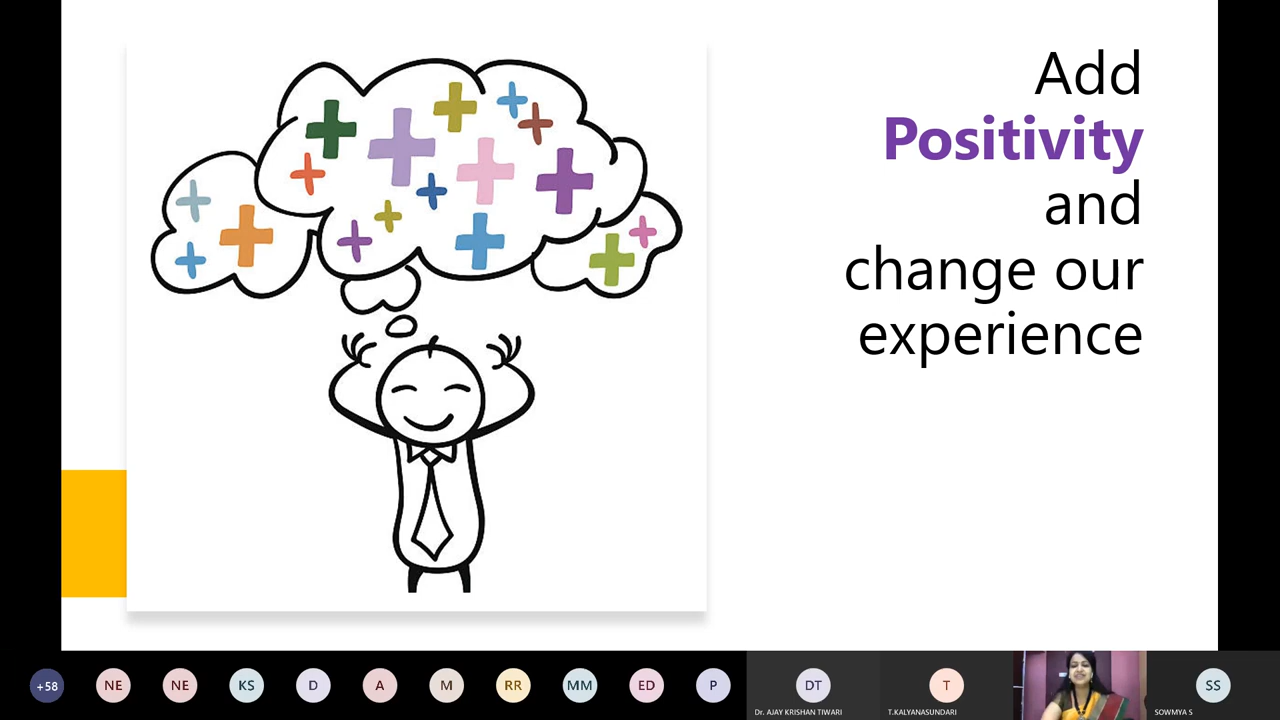 Add
Positivity
and
change our
experience
+58
NE
NE
KS
D
A
M
RR
MM
ED
P
DT
T
SS
Dr. AJAY KRISHAN TIWARI
T.KALYANASUNDARI
SOWMYA S